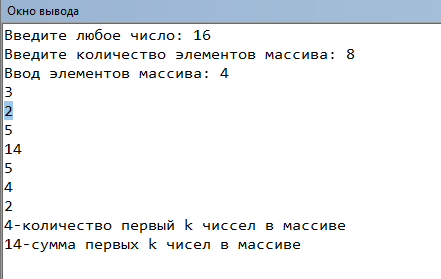 Окно вывода
Введите любое число: 16
Введите количество элементов массива: 8
Ввод элементов массива: 4
3
2
5
14
5
4
2
4-количество первый k чиссел в массиве
14-сумма первых k чисел в массиве